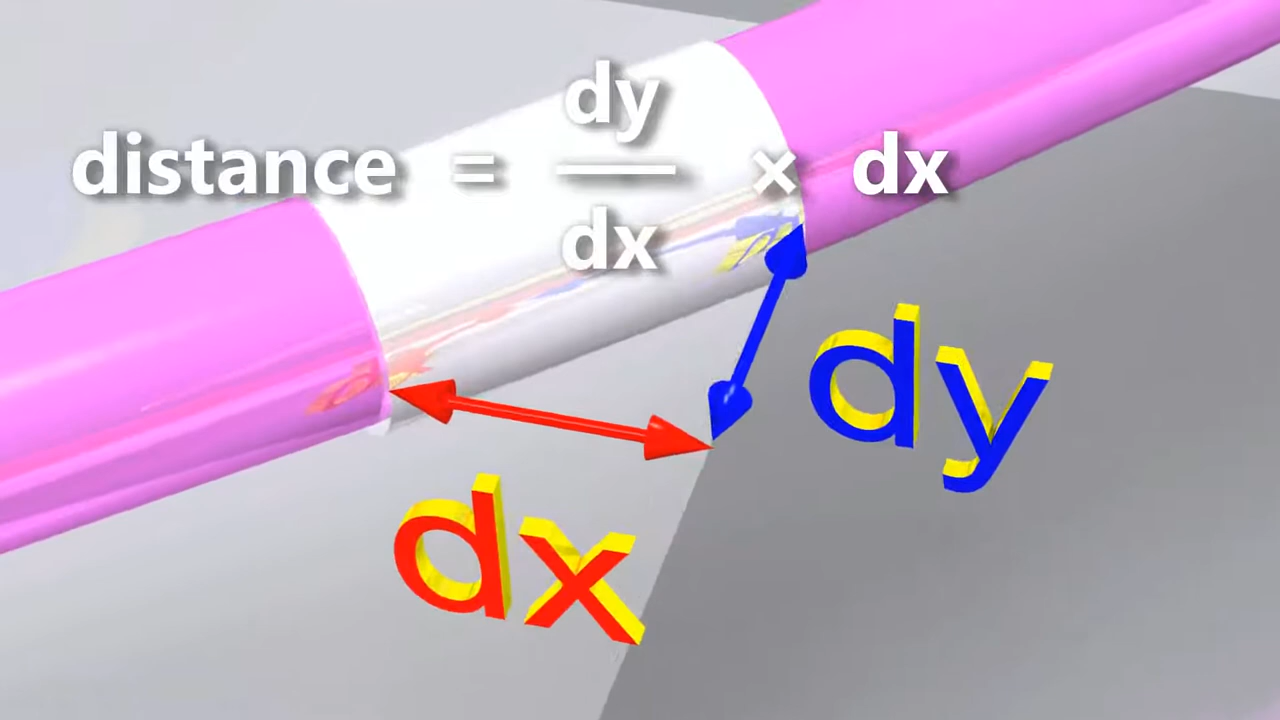 distance = dy/dx × dx
dy
dx